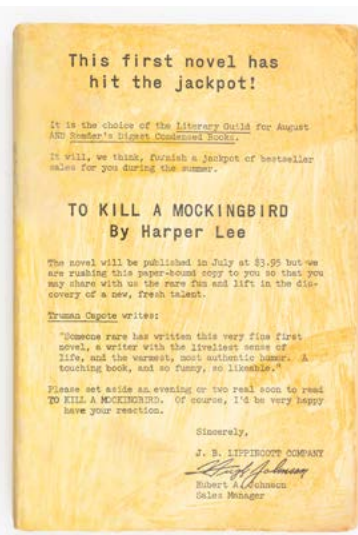 This first novel has
hit the jackpot!
It is the choice of the Literary Guild for August
AND Reader's Digest Condensed Books.
It will, we think, furnish a jackpot of bestseller
sales for you during the summer.
TO KILL A MOCKINGBIRD
By Harper Lee
The novel will be published in July at $3.95 but we
are rushing this paper-bound copy to you so that you
may share with us the rare fun and lift in the dis-
covery of a new, fresh talent.
Truman Capote writes:
"Someone rare has written this very fine first
novel, a writer with the liveliest sense of
life, and the warmest, most authentic humor. A
touching book, and so funny, so likeable."
Please set aside an evening or two real soon to read
TO KILL A MOCKINGBIRD. Of course, I'd be very happy
have your reaction.
Sincerely,
J. B. LIPPINCOTT COMPANY
Hubert A. Johnson
Sales Manager